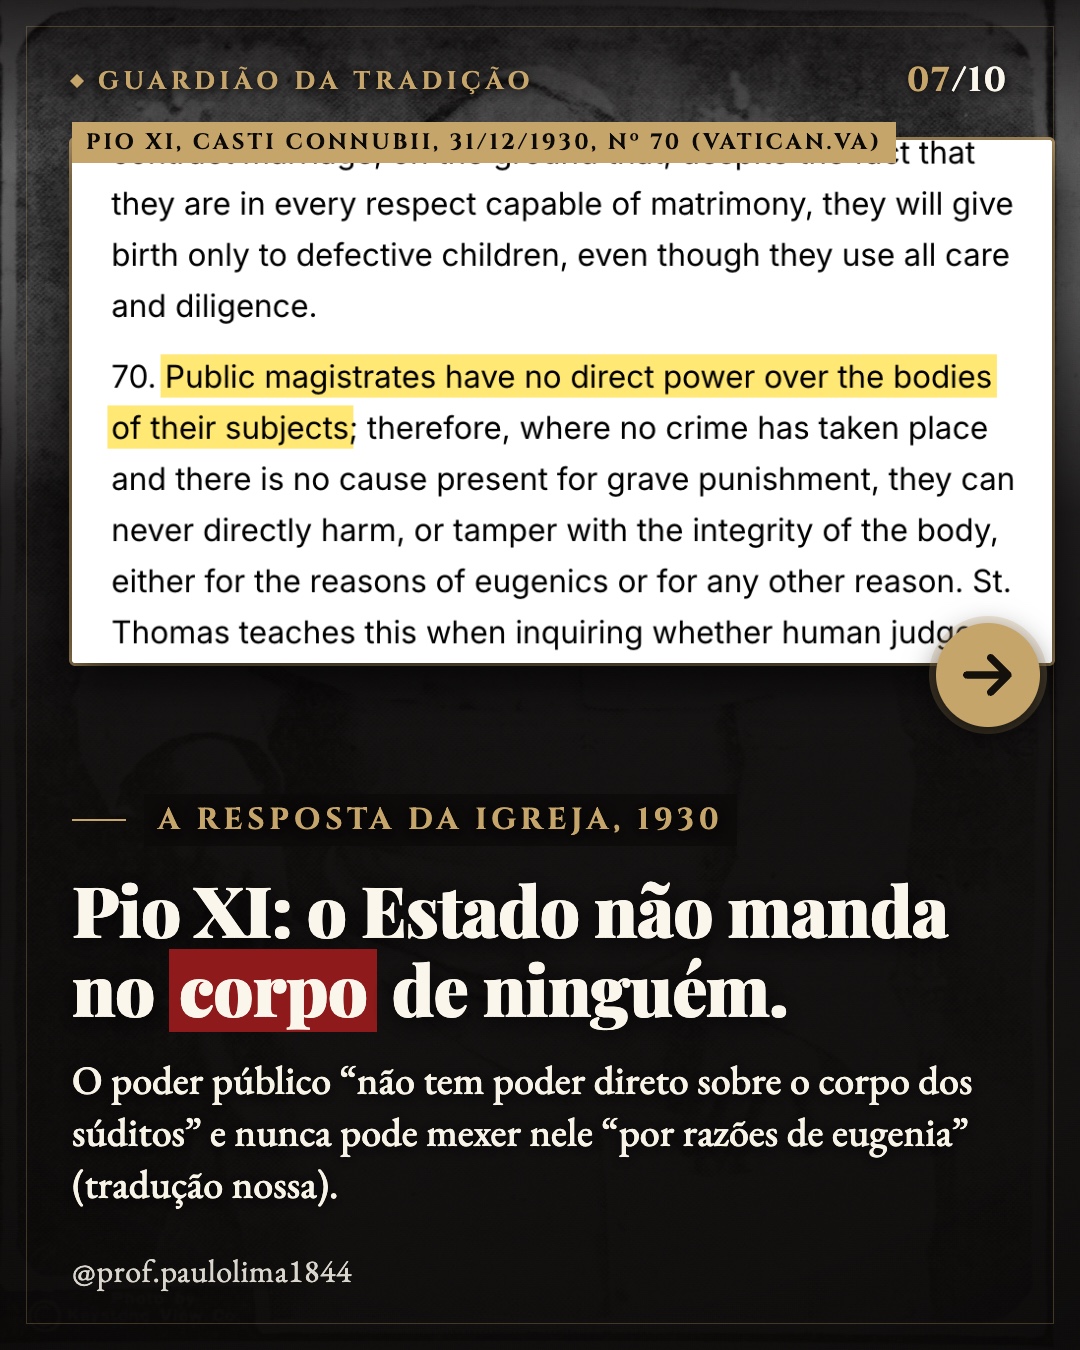 ◆ GUARDIÃO DA TRADIÇÃO
07/10
PIO XI, CASTI CONNUBII, 31/12/1930, Nº 70 (VATICAN.VA)
that
they are in every respect capable of matrimony, they will give
birth only to defective children, even though they use all care
and diligence.
70. Public magistrates have no direct power over the bodies
of their subjects; therefore, where no crime has taken place
and there is no cause present for grave punishment, they can
never directly harm, or tamper with the integrity of the body,
either for the reasons of eugenics or for any other reason. St.
Thomas teaches this when inquiring whether human
A RESPOSTA DA IGREJA, 1930
Pio XI: o Estado não manda
no corpo de ninguém.
O poder público “não tem poder direto sobre o corpo dos
súditos” e nunca pode mexer nele “por razões de eugenia”
(tradução nossa).
@prof.paulolima1844